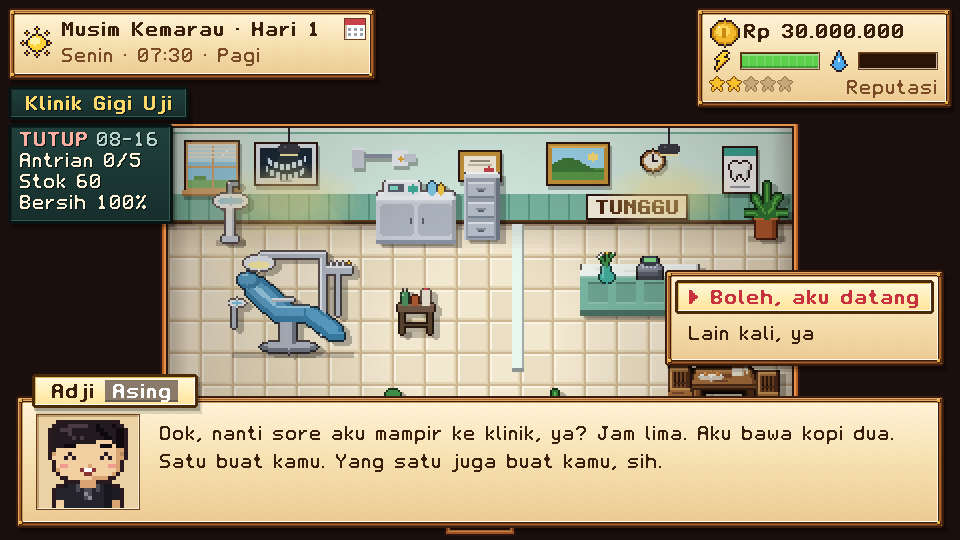 Musim Kemarau · Hari 1
Senin · 07:30 · Pagi
Rp 30.000.000
Reputasi
Klinik Gigi Uji
TUTUP 08-16
Antrian 0/5
Stok 60
Bersih 100%
TUNGGU
Boleh, aku datang
Lain kali, ya
Adji Asing
Dok, nanti sore aku mampir ke klinik, ya? Jam lima. Aku bawa kopi dua.
Satu buat kamu. Yang satu juga buat kamu, sih.